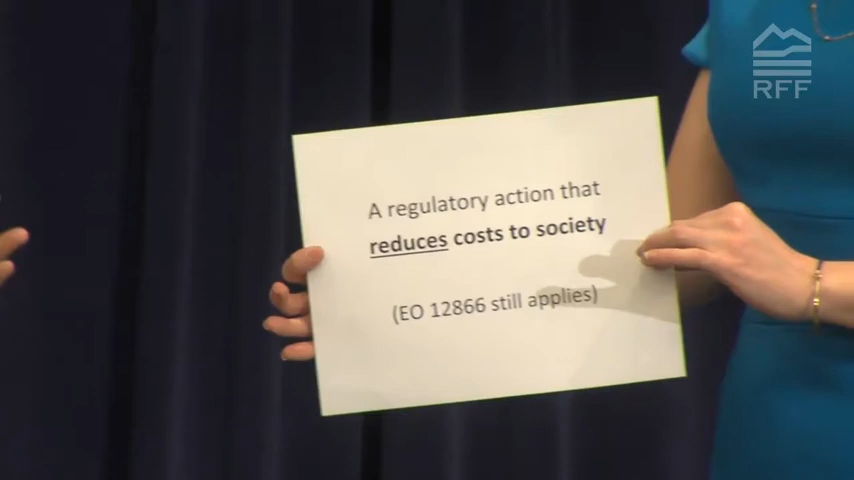 RFF
A regulatory action that
reduces costs to society
(EO 12866 still applies)